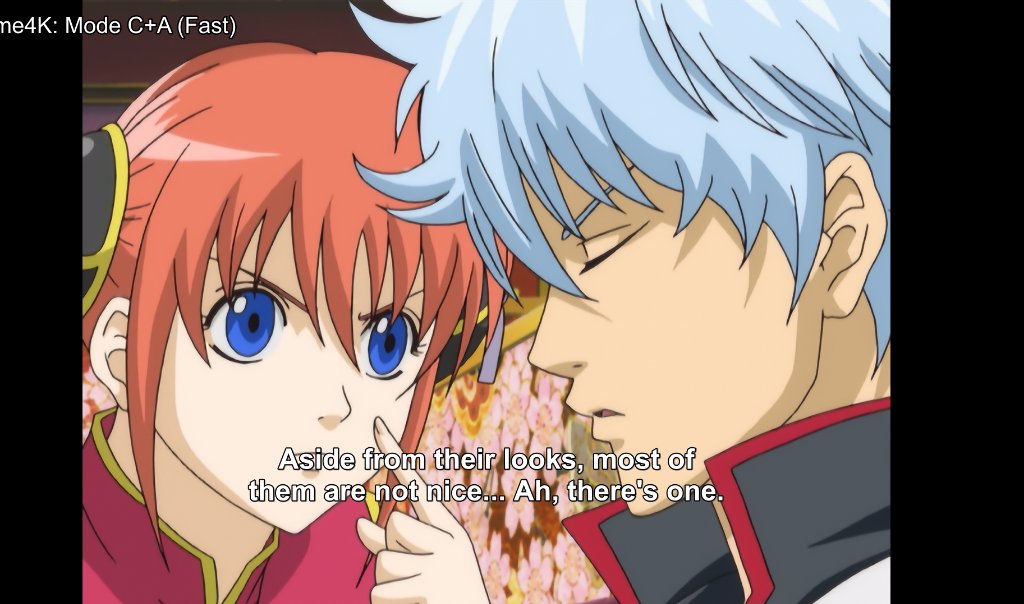 me4K: Mode C+A (Fast)
Aside from their looks, most of
them are not nice... Ah, there's one.